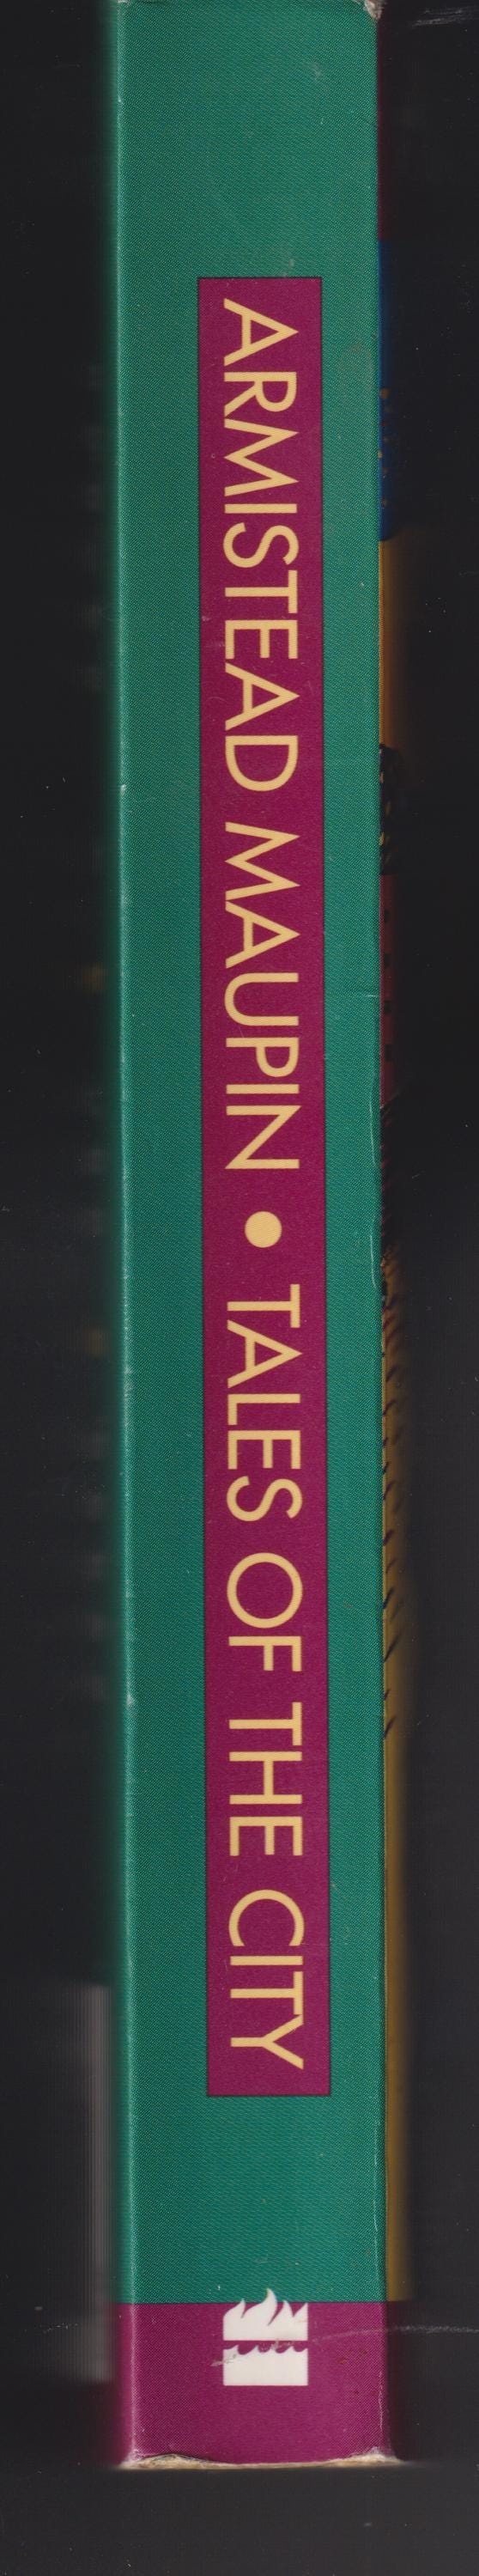 ARMISTEAD MAUPIN • TALES OF THE CITY